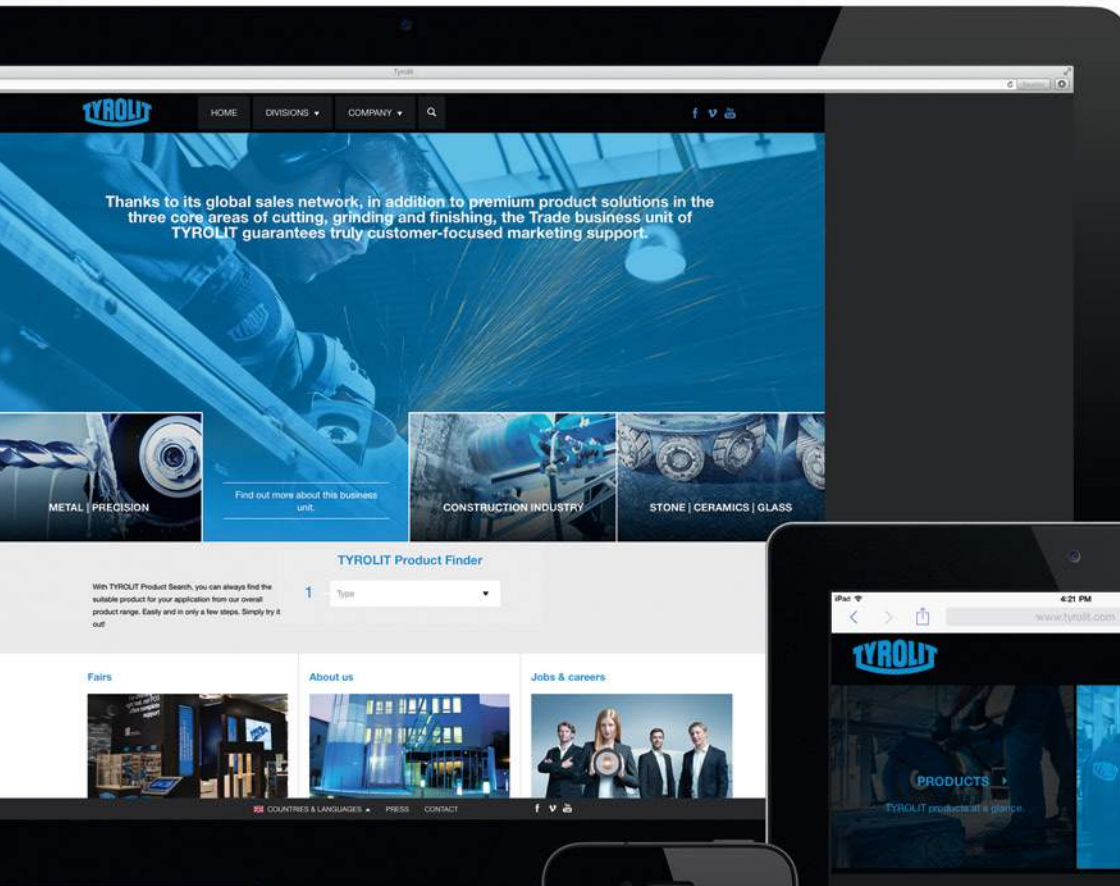 Tyrolit
TYROLIT
HOME
DIVISIONS
COMPANY
Thanks to its global sales network, in addition to premium product solutions in the
three core areas of cutting, grinding and finishing, the Trade business unit of
TYROLIT guarantees truly customer-focused marketing support.
TYROLIT
METAL | PRECISION
Find out more about this business
unit.
CONSTRUCTION INDUSTRY
STONE | CERAMICS | GLASS
TYROLIT Product Finder
With TYROLIT Product Search, you can always find the
suitable product for your application from our overall
product range. Easily and in only a few steps. Simply try it
out!
1
Type
Fairs
About us
Jobs & careers
COUNTRIES & LANGUAGES
PRESS
CONTACT
iPad
4:21 PM
www.tyrolit.com
TYROLIT
PRODUCTS
TYROLIT products at a glance.